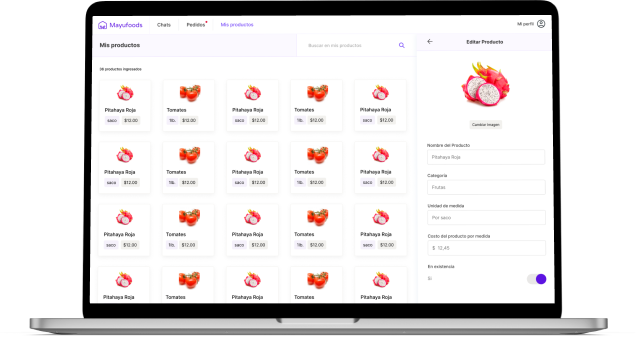 Mayufoods Chats Pedidos Mis productos Mi perfil
Mis productos Buscar en mis productos Editar Producto
Cambiar Imagen
productos ingresados
Pitahaya Roja Tomates Pitahaya Roja Tomates Pitahaya Roja
saco $12.00 1lb. $12.00 saco $12.00 1lb. $12.00 saco $12.00
Pitahaya Roja Tomates Pitahaya Roja Tomates Pitahaya Roja
saco $12.00 1lb. $12.00 saco $12.00 1lb. $12.00 saco $12.00
Pitahaya Roja Tomates Pitahaya Roja Tomates Pitahaya Roja
saco $12.00 1lb. $12.00 saco $12.00 1lb. $12.00 saco $12.00
Pitahaya Roja Tomates Pitahaya Roja Tomates Pitahaya Roja
Nombre del Producto
Pitahaya Roja
Categoría
Frutas
Unidad de medida
Por saco
Costo del producto por medida
$ 12,45
En existencia
Si